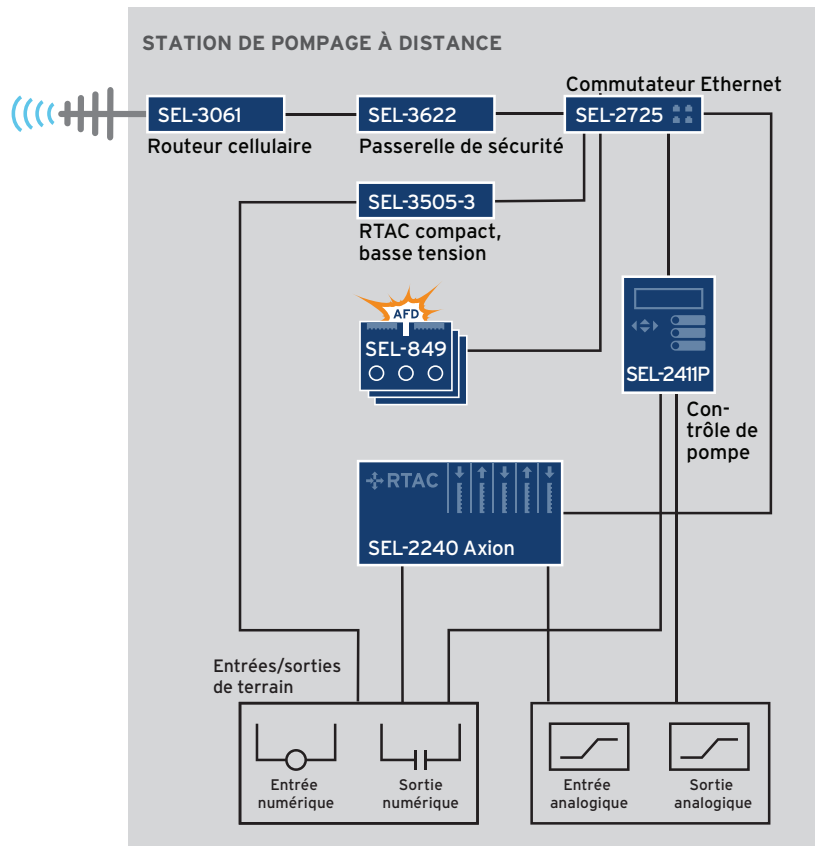 STATION DE POMPAGE À DISTANCE
Commutateur Ethernet
SEL-3061
SEL-3622
SEL-2725
Routeur cellulaire
Passerelle de sécurité
SEL-3505-3
RTAC compact,
basse tension
AFD
SEL-849
SEL-2411P
Con-
trôle de
pompe
RTAC
SEL-2240 Axion
Entrées/sorties
de terrain
Entrée
numérique
Sortie
numérique
Entrée
analogique
Sortie
analogique